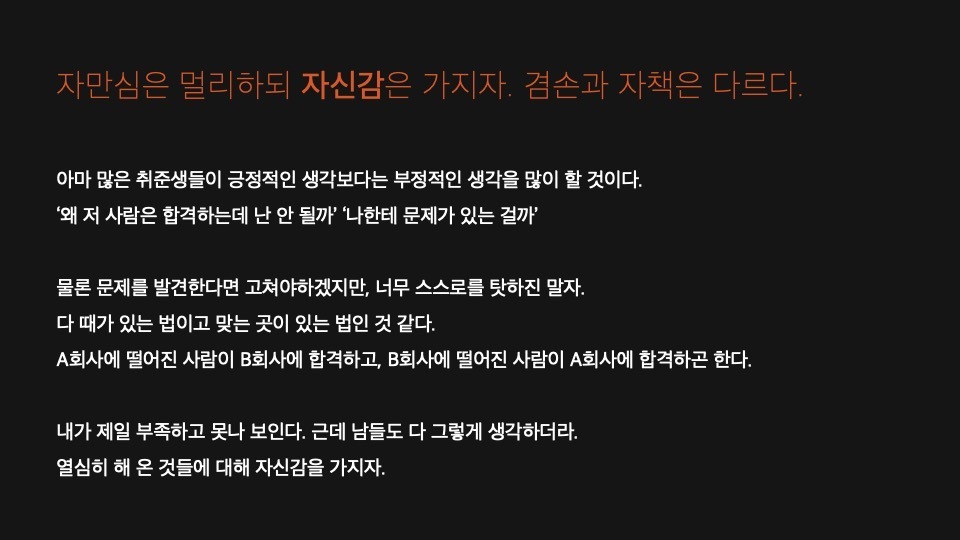 자만심은 멀리하되 자신감은 가지자. 겸손과 자책은 다르다.
아마 많은 취준생들이 긍정적인 생각보다는 부정적인 생각을 많이 할 것이다.
‘왜 저 사람은 합격하는데 난 안 될까’ ‘나한테 문제가 있는 걸까’
물론 문제를 발견한다면 고쳐야하겠지만, 너무 스스로를 탓하진 말자.
다 때가 있는 법이고 맞는 곳이 있는 법인 것 같다.
A회사에 떨어진 사람이 B회사에 합격하고, B회사에 떨어진 사람이 A회사에 합격하곤 한다.
내가 제일 부족하고 못나 보인다. 근데 남들도 다 그렇게 생각하더라.
열심히 해 온 것들에 대해 자신감을 가지자.